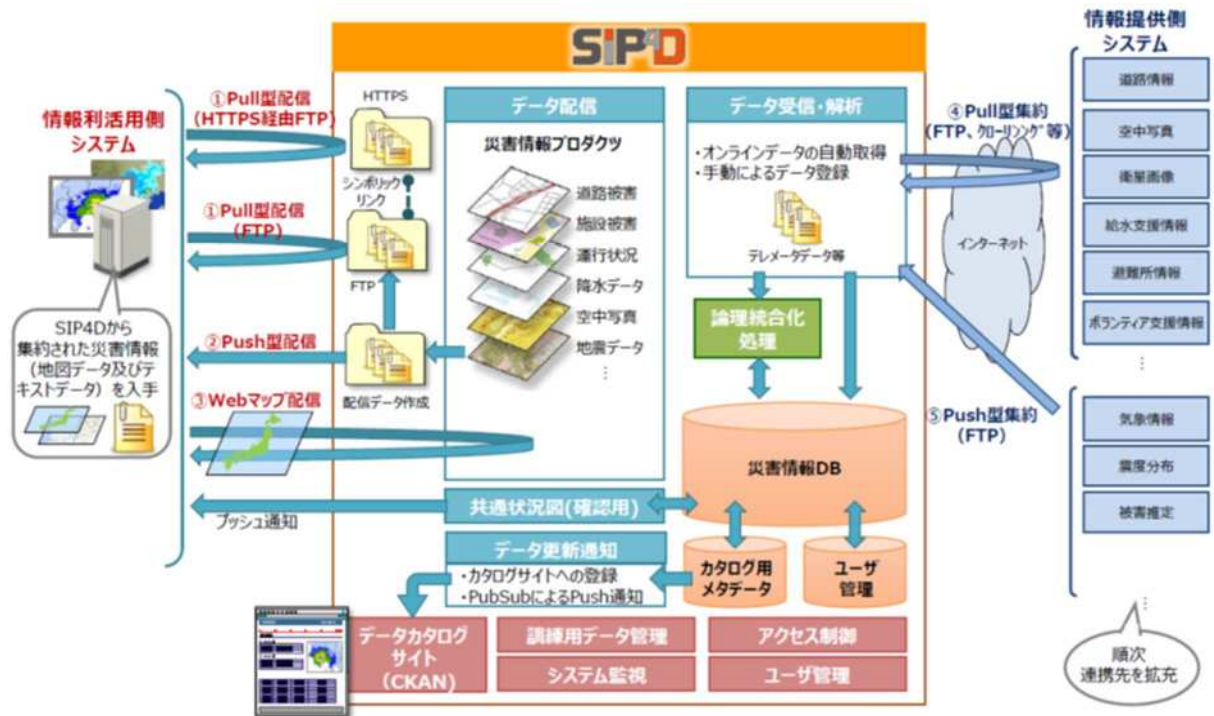 SIP4D
情報利活用側
システム
SIP4Dから
集約された災害情報
（地図データ及びテ
キストデータ）を入手
①Pull型配信
(HTTPS経由FTP)
①Pull型配信
(FTP)
②Push型配信
③Webマップ配信
プッシュ通知
HTTPS
シンボリック
リンク
FTP
配信データ作成
データ配信
災害情報プロダクツ
道路被害
施設被害
運行状況
降水データ
空中写真
地震データ
⋮
共通状況図(確認用)
データ更新通知
・カタログサイトへの登録
・PubSubによるPush通知
データ受信・解析
・オンラインデータの自動取得
・手動によるデータ登録
テレメータデータ等
論理統合化
処理
災害情報DB
カタログ用
メタデータ
ユーザ
管理
データカタログ
サイト
（CKAN）
訓練用データ管理
システム監視
アクセス制御
ユーザ管理
④Pull型集約
(FTP、クローリング等)
インターネット
⑤Push型集約
(FTP)
情報提供側
システム
道路情報
空中写真
衛星画像
給水支援情報
避難所情報
ボランティア支援情報
⋮
気象情報
震度分布
被害推定
⋮
順次
連携先を拡充